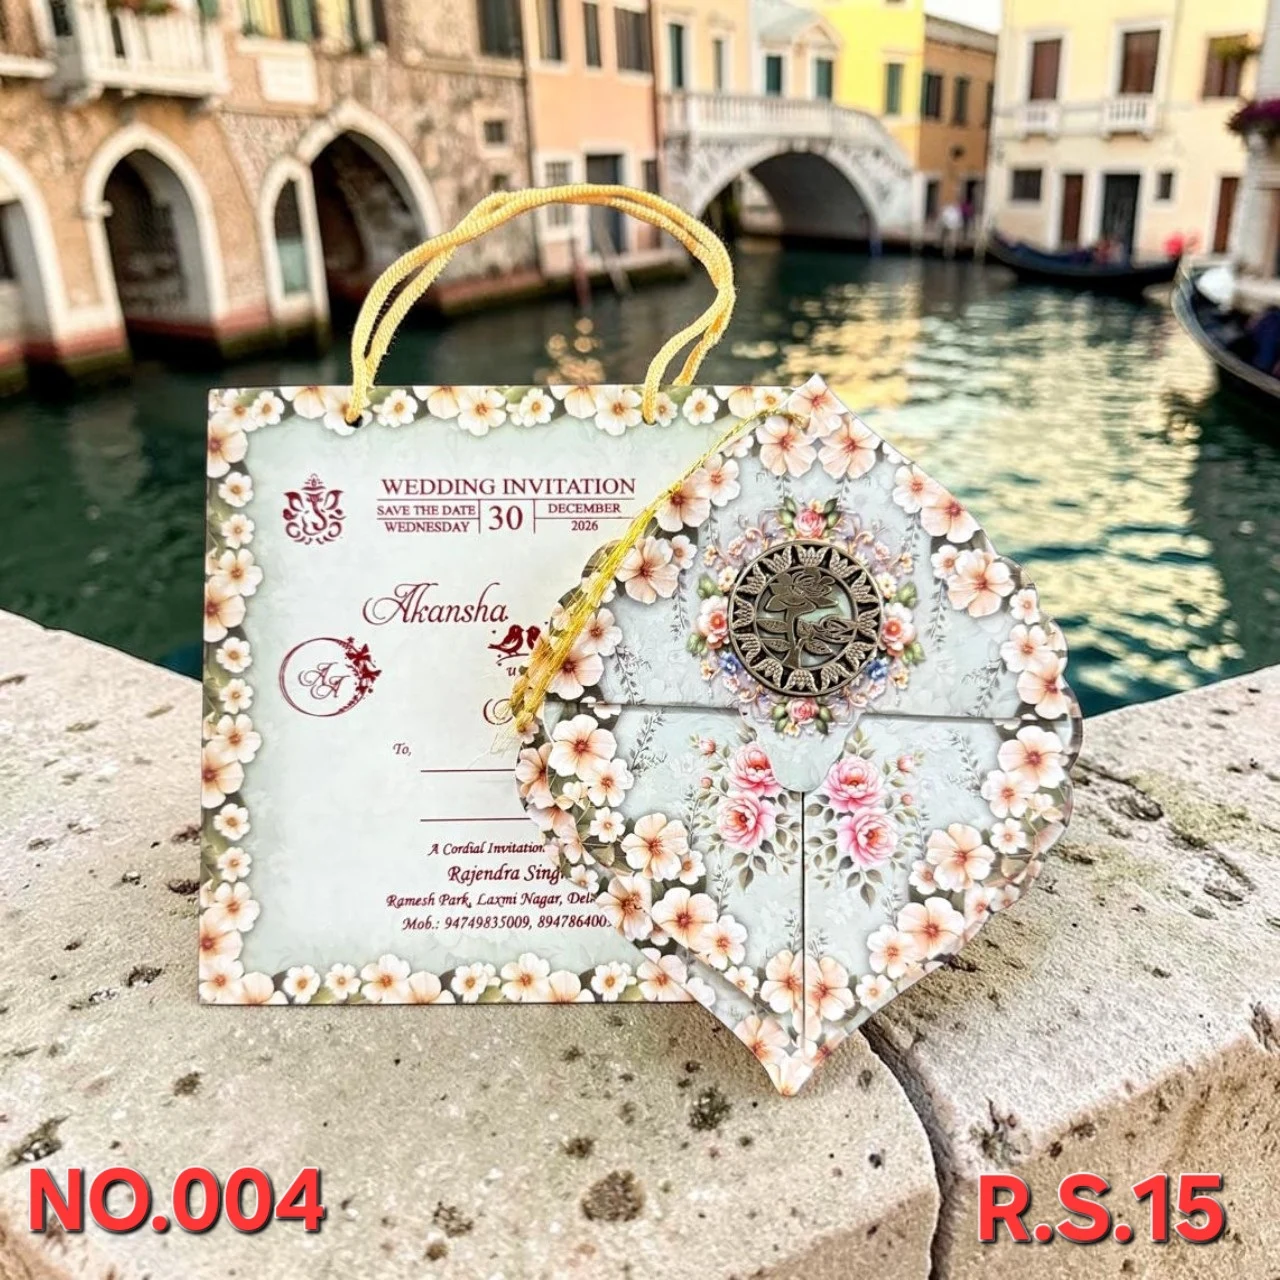 WEDDING INVITATION
SAVE THE DATE
WEDNESDAY
30
DECEMBER
2026
Akansha
AA
To,
A Cordial Invitation
Rajendra
Ramesh Park, Laxmi Nagar,
Mob.: 94749835009,
NO.004
R.S.15